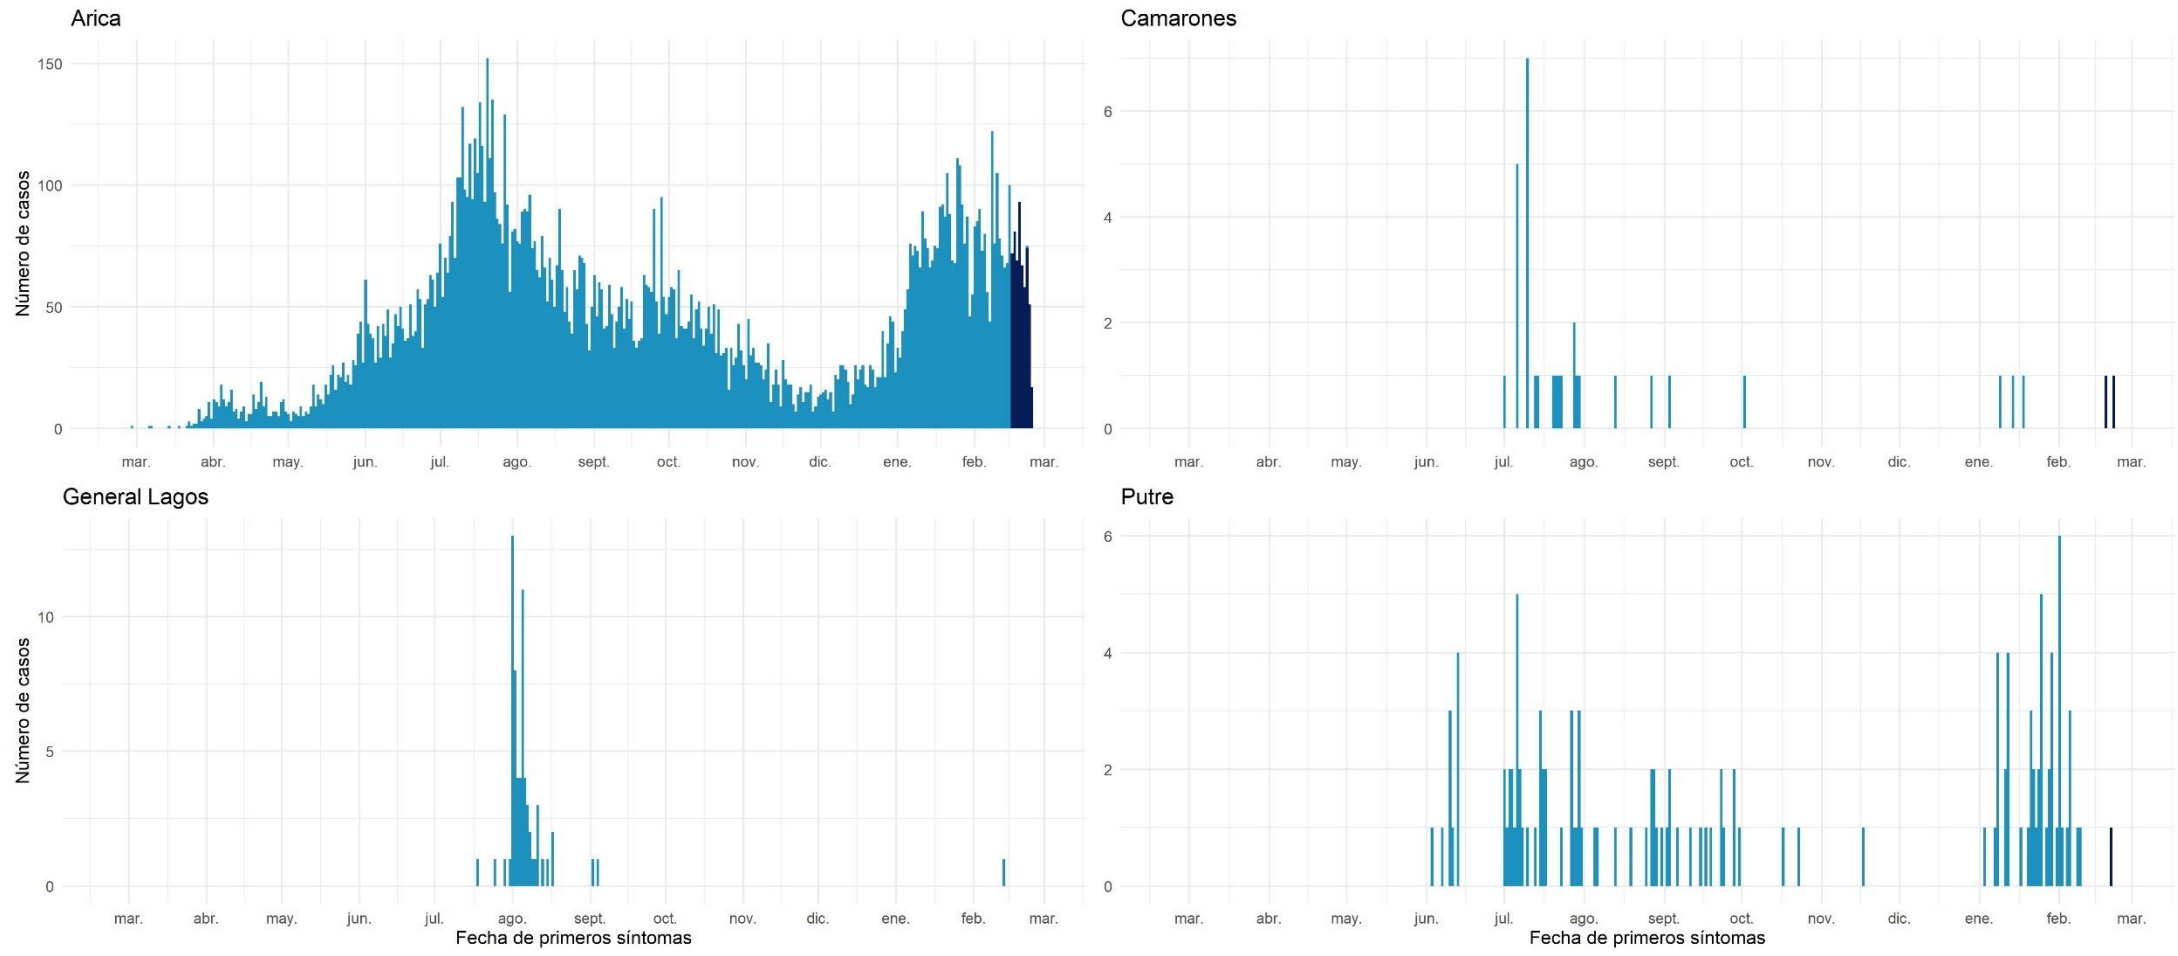 Arica
Número de casos
150
100
50
0
mar. abr. may. jun. jul. ago. sept. oct. nov. dic. ene. feb. mar.
Camarones
6
4
2
0
mar. abr. may. jun. jul. ago. sept. oct. nov. dic. ene. feb. mar.
General Lagos
Número de casos
10
5
0
mar. abr. may. jun. jul. ago. sept. oct. nov. dic. ene. feb. mar.
Fecha de primeros síntomas
Putre
6
4
2
0
mar. abr. may. jun. jul. ago. sept. oct. nov. dic. ene. feb. mar.
Fecha de primeros síntomas